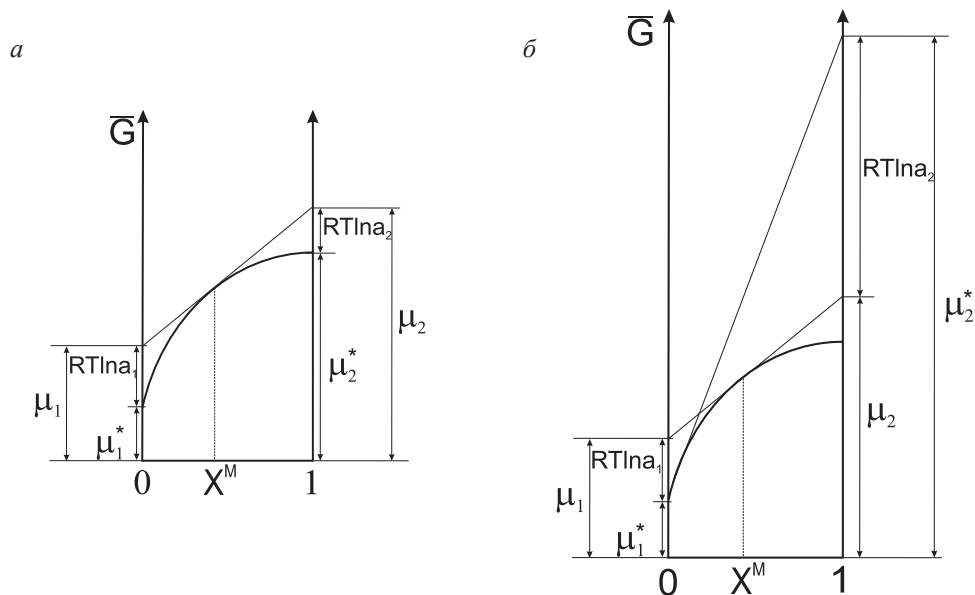 а
G̅
RTlna₂
μ₂
μ₂*
RTlna₁
μ₁
μ₁*
0
Xᴹ
1
б
G̅
RTlna₂
μ₂*
μ₂
RTlna₁
μ₁
μ₁*
0
Xᴹ
1